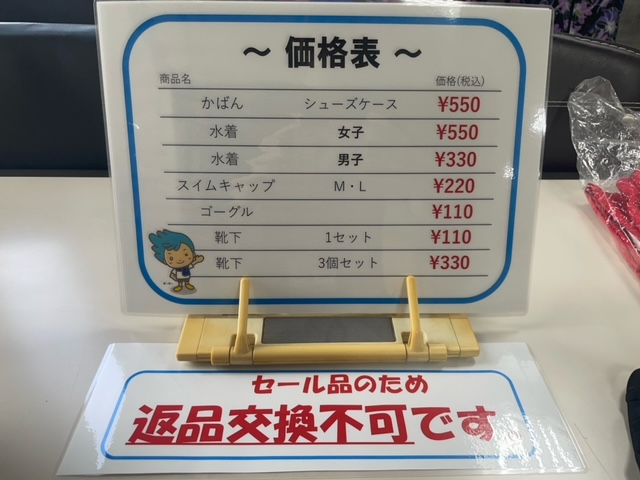 ～ 価格表 ～
商品名 価格(税込)
かばん シューズケース ¥550
水着 女子 ¥550
水着 男子 ¥330
スイムキャップ M・L ¥220
ゴーグル ¥110
靴下 1セット ¥110
靴下 3個セット ¥330
セール品のため
返品交換不可です